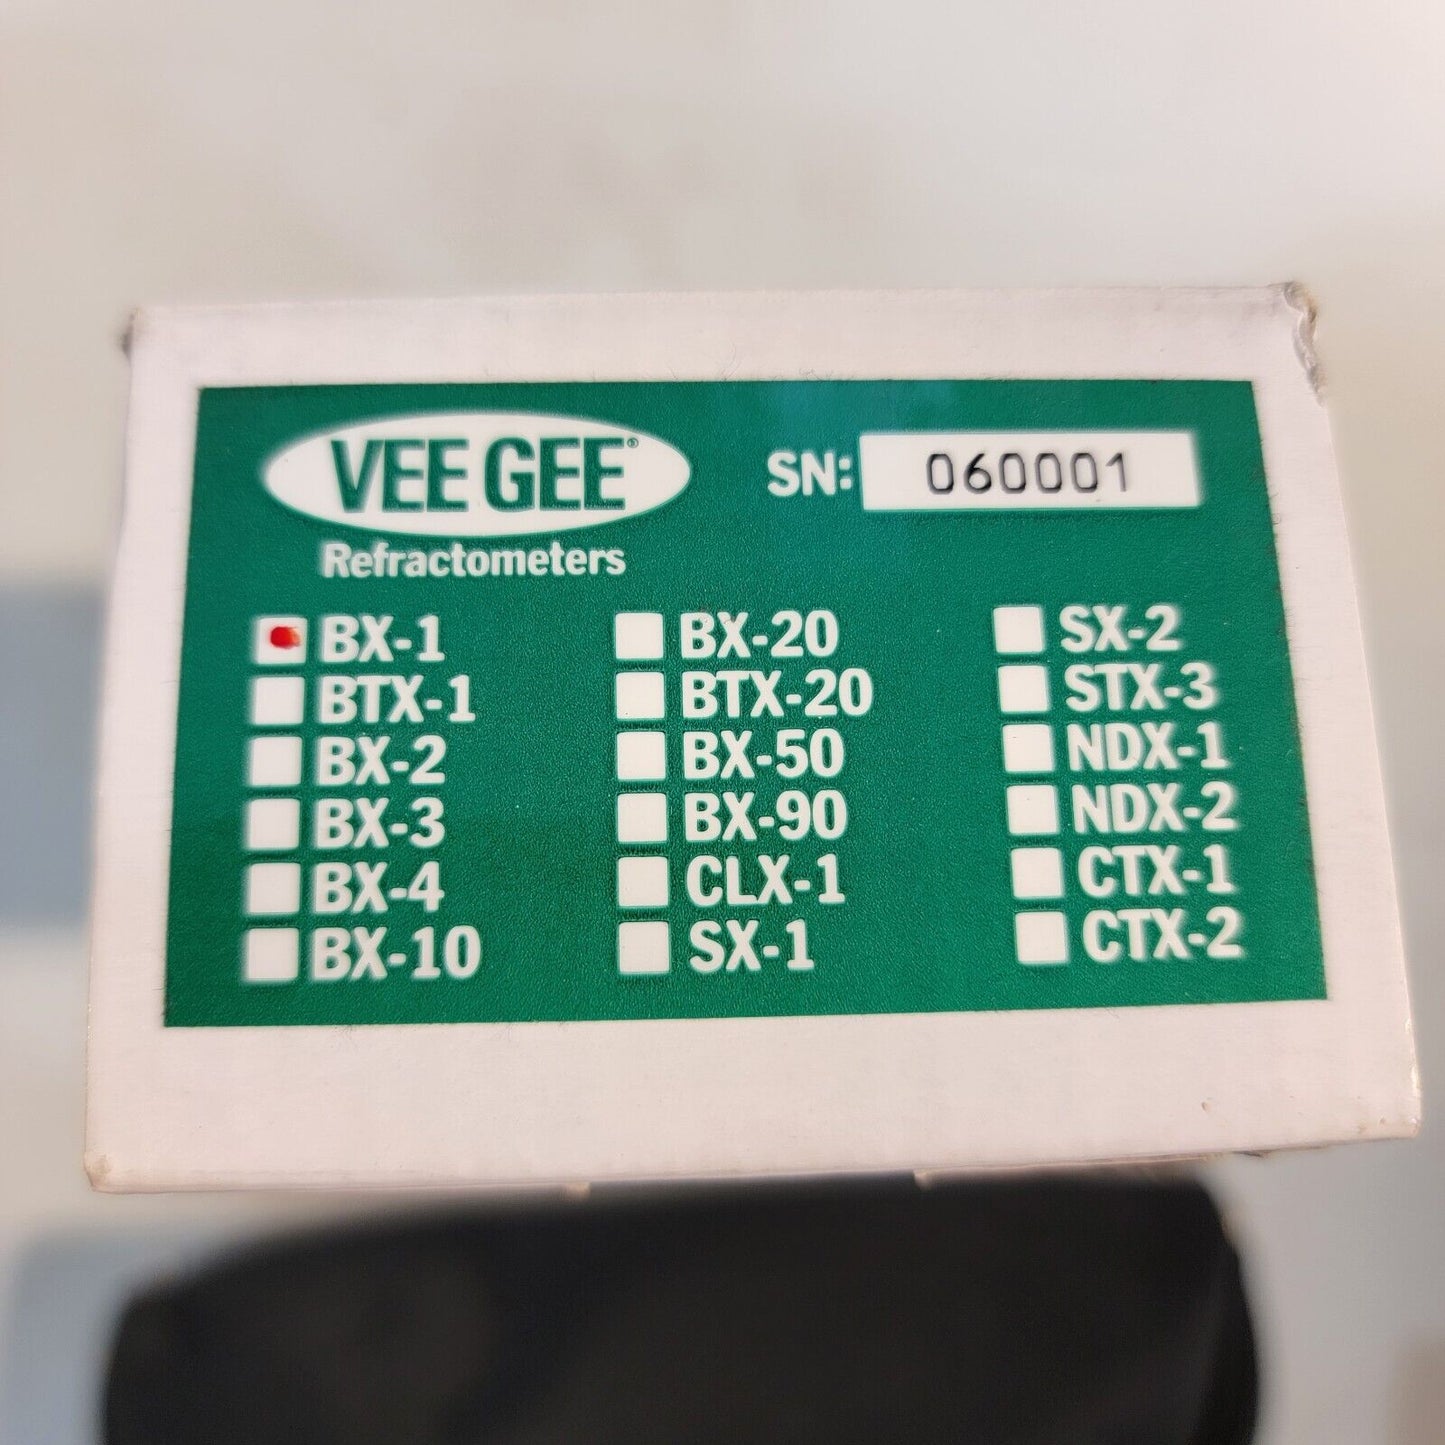 VEE GEE®
Refractometers
SN: 060001
BX-1
BTX-1
BX-2
BX-3
BX-4
BX-10
BX-20
BTX-20
BX-50
BX-90
CLX-1
SX-1
SX-2
STX-3
NDX-1
NDX-2
CTX-1
CTX-2